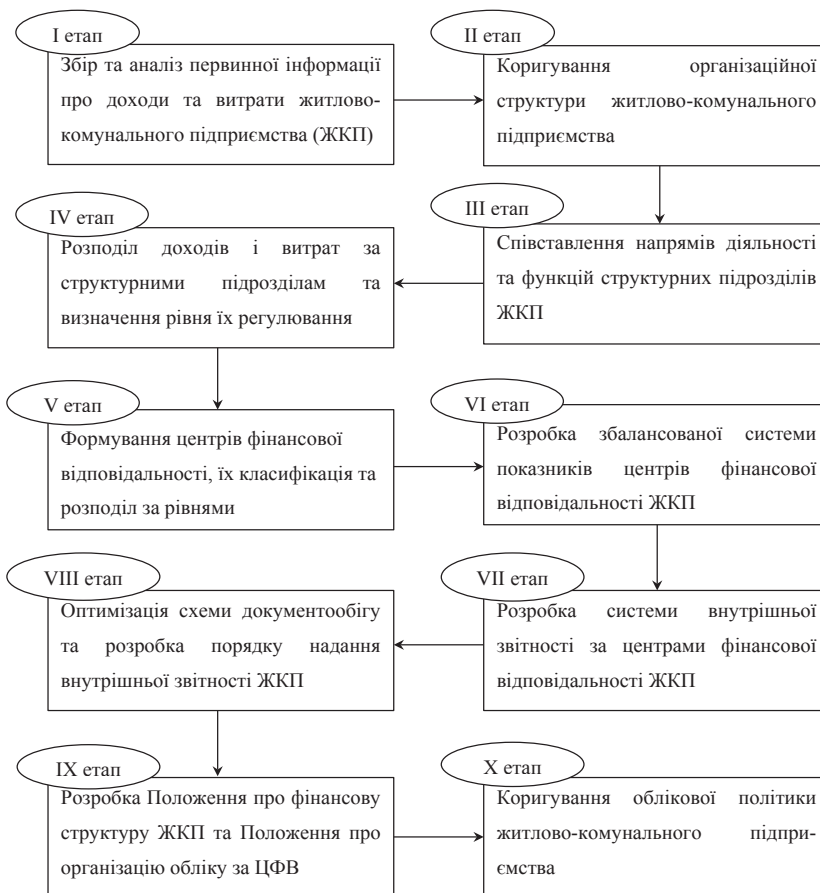 I етап
Збір та аналіз первинної інформації
про доходи та витрати житлово-
комунального підприємства (ЖКП)
II етап
Коригування організаційної
структури житлово-комунального
підприємства
III етап
Співставлення напрямів діяльності
та функцій структурних підрозділів
ЖКП
IV етап
Розподіл доходів і витрат за
структурними підрозділам та
визначення рівня їх регулювання
V етап
Формування центрів фінансової
відповідальності, їх класифікація та
розподіл за рівнями
VI етап
Розробка збалансованої системи
показників центрів фінансової
відповідальності ЖКП
VII етап
Розробка системи внутрішньої
звітності за центрами фінансової
відповідальності ЖКП
VIII етап
Оптимізація схеми документообігу
та розробка порядку надання
внутрішньої звітності ЖКП
IX етап
Розробка Положення про фінансову
структуру ЖКП та Положення про
організацію обліку за ЦФВ
X етап
Коригування облікової політики
житлово-комунального підпри-
ємства